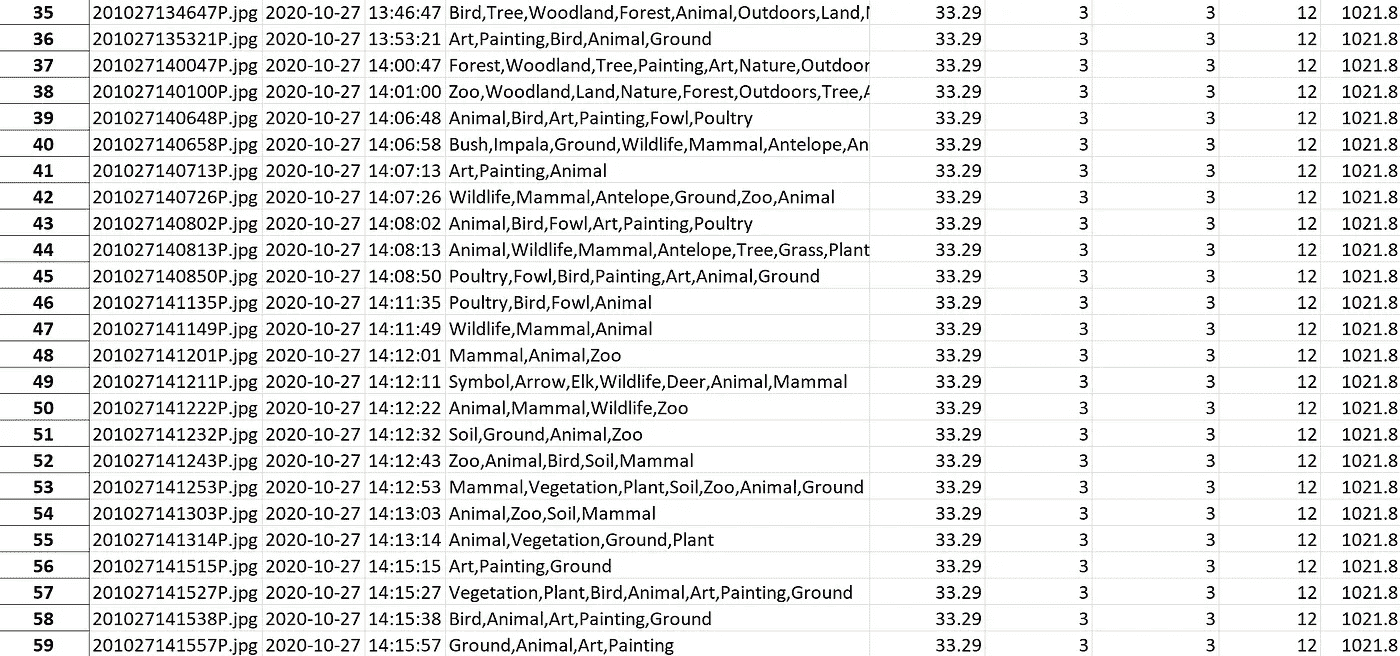 35 201027134647P.jpg 2020-10-27 13:46:47 Bird,Tree,Woodland,Forest,Animal,Outdoors,Land, 33.29 3 3 12 1021.8
36 201027135321P.jpg 2020-10-27 13:53:21 Art,Painting,Bird,Animal,Ground 33.29 3 3 12 1021.8
37 201027140047P.jpg 2020-10-27 14:00:47 Forest,Woodland,Tree,Painting,Art,Nature,Outdoor 33.29 3 3 12 1021.8
38 201027140100P.jpg 2020-10-27 14:01:00 Zoo,Woodland,Land,Nature,Forest,Outdoors,Tree, 33.29 3 3 12 1021.8
39 201027140648P.jpg 2020-10-27 14:06:48 Animal,Bird,Art,Painting,Fowl,Poultry 33.29 3 3 12 1021.8
40 201027140658P.jpg 2020-10-27 14:06:58 Bush,Impala,Ground,Wildlife,Mammal,Antelope,An 33.29 3 3 12 1021.8
41 201027140713P.jpg 2020-10-27 14:07:13 Art,Painting,Animal 33.29 3 3 12 1021.8
42 201027140726P.jpg 2020-10-27 14:07:26 Wildlife,Mammal,Antelope,Ground,Zoo,Animal 33.29 3 3 12 1021.8
43 201027140802P.jpg 2020-10-27 14:08:02 Animal,Bird,Fowl,Art,Painting,Poultry 33.29 3 3 12 1021.8
44 201027140813P.jpg 2020-10-27 14:08:13 Animal,Wildlife,Mammal,Antelope,Tree,Grass,Plant 33.29 3 3 12 1021.8
45 201027140850P.jpg 2020-10-27 14:08:50 Poultry,Fowl,Bird,Painting,Art,Animal,Ground 33.29 3 3 12 1021.8
46 201027141135P.jpg 2020-10-27 14:11:35 Poultry,Bird,Fowl,Animal 33.29 3 3 12 1021.8
47 201027141149P.jpg 2020-10-27 14:11:49 Wildlife,Mammal,Animal 33.29 3 3 12 1021.8
48 201027141201P.jpg 2020-10-27 14:12:01 Mammal,Animal,Zoo 33.29 3 3 12 1021.8
49 201027141211P.jpg 2020-10-27 14:12:11 Symbol,Arrow,Elk,Wildlife,Deer,Animal,Mammal 33.29 3 3 12 1021.8
50 201027141222P.jpg 2020-10-27 14:12:22 Animal,Mammal,Wildlife,Zoo 33.29 3 3 12 1021.8
51 201027141232P.jpg 2020-10-27 14:12:32 Soil,Ground,Animal,Zoo 33.29 3 3 12 1021.8
52 201027141243P.jpg 2020-10-27 14:12:43 Zoo,Animal,Bird,Soil,Mammal 33.29 3 3 12 1021.8
53 201027141253P.jpg 2020-10-27 14:12:53 Mammal,Vegetation,Plant,Soil,Zoo,Animal,Ground 33.29 3 3 12 1021.8
54 201027141303P.jpg 2020-10-27 14:13:03 Animal,Zoo,Soil,Mammal 33.29 3 3 12 1021.8
55 201027141314P.jpg 2020-10-27 14:13:14 Animal,Vegetation,Ground,Plant 33.29 3 3 12 1021.8
56 201027141515P.jpg 2020-10-27 14:15:15 Art,Painting,Ground 33.29 3 3 12 1021.8
57 201027141527P.jpg 2020-10-27 14:15:27 Vegetation,Plant,Bird,Animal,Art,Painting,Ground 33.29 3 3 12 1021.8
58 201027141538P.jpg 2020-10-27 14:15:38 Bird,Animal,Art,Painting,Ground 33.29 3 3 12 1021.8
59 201027141557P.jpg 2020-10-27 14:15:57 Ground,Animal,Art,Painting 33.29 3 3 12 1021.8